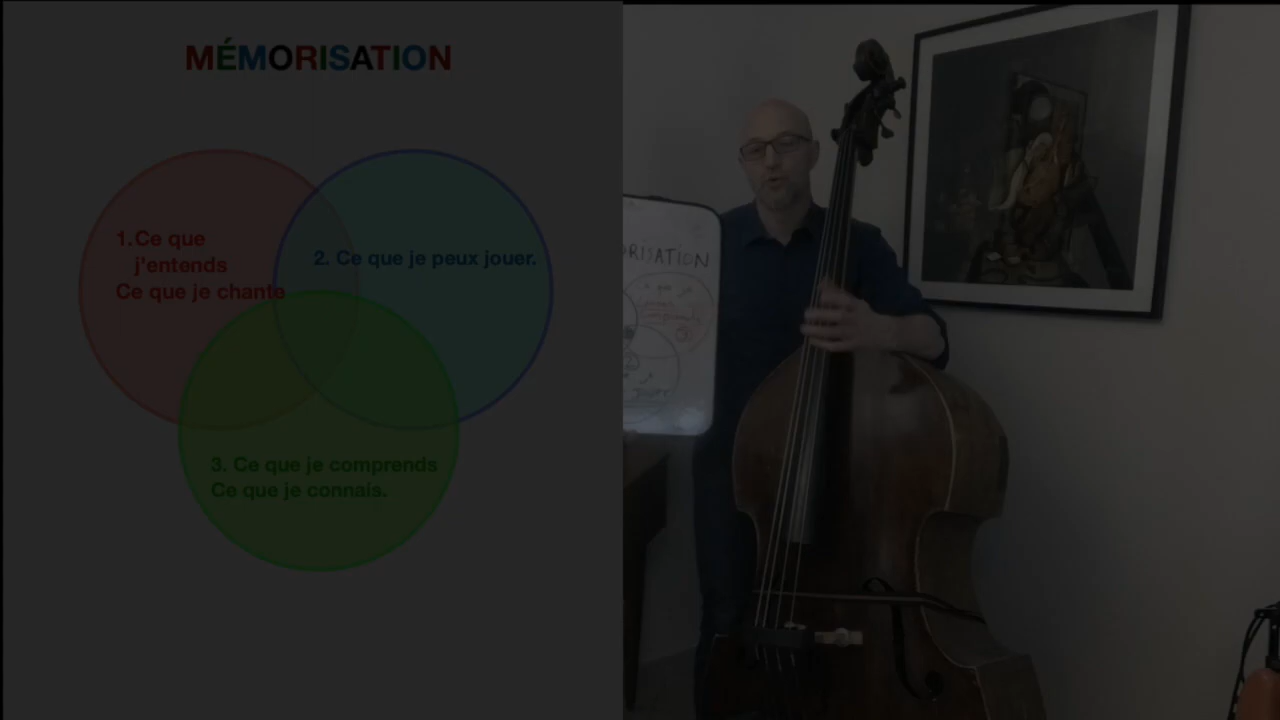 MÉMORISATION
1. Ce que
j'entends
Ce que je chante
2. Ce que je peux jouer.
3. Ce que je comprends
Ce que je connais.
ORISATION